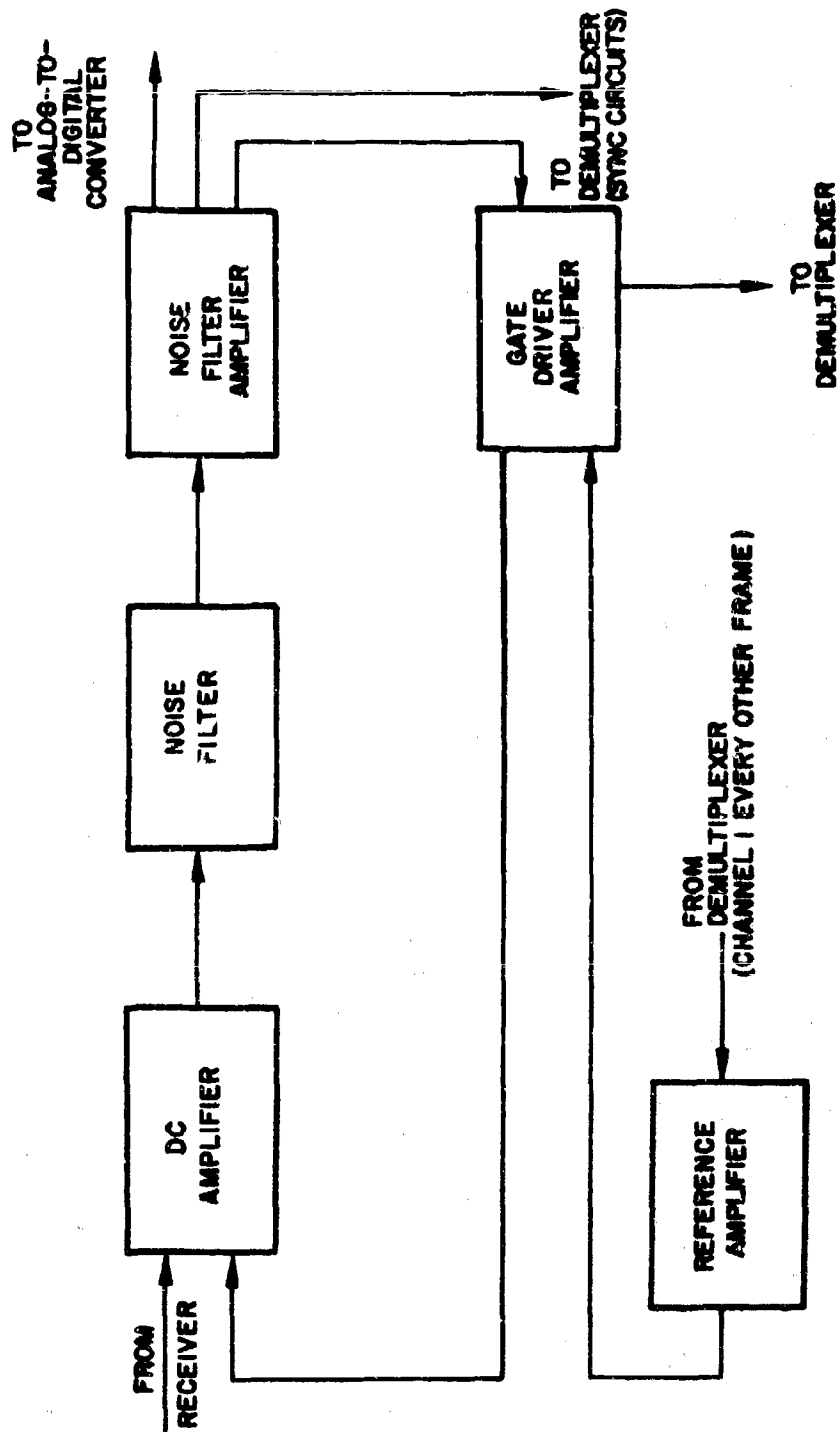 FROM
RECEIVER
DC
AMPLIFIER
NOISE
FILTER
NOISE
FILTER
AMPLIFIER
TO
ANALOG-TO-
DIGITAL
CONVERTER
TO
DEMULTIPLEXER
(SYNC CIRCUITS)
GATE
DRIVER
AMPLIFIER
TO
DEMULTIPLEXER
FROM
DEMULTIPLEXER
(CHANNEL 1 EVERY OTHER FRAME)
REFERENCE
AMPLIFIER